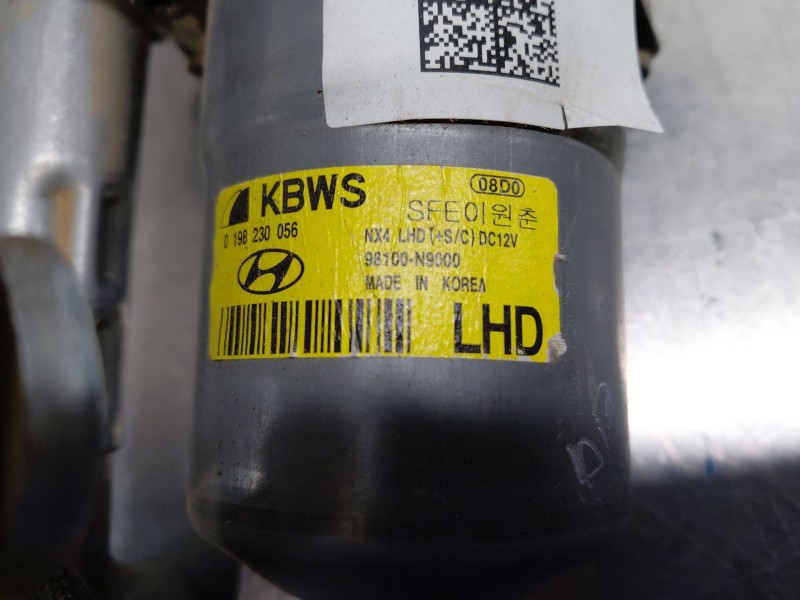 KBWS
08D0
SFE이원춘
0 198 230 056
NX4 LHD(+S/C)DC12V
98100-N9000
MADE IN KOREA
LHD